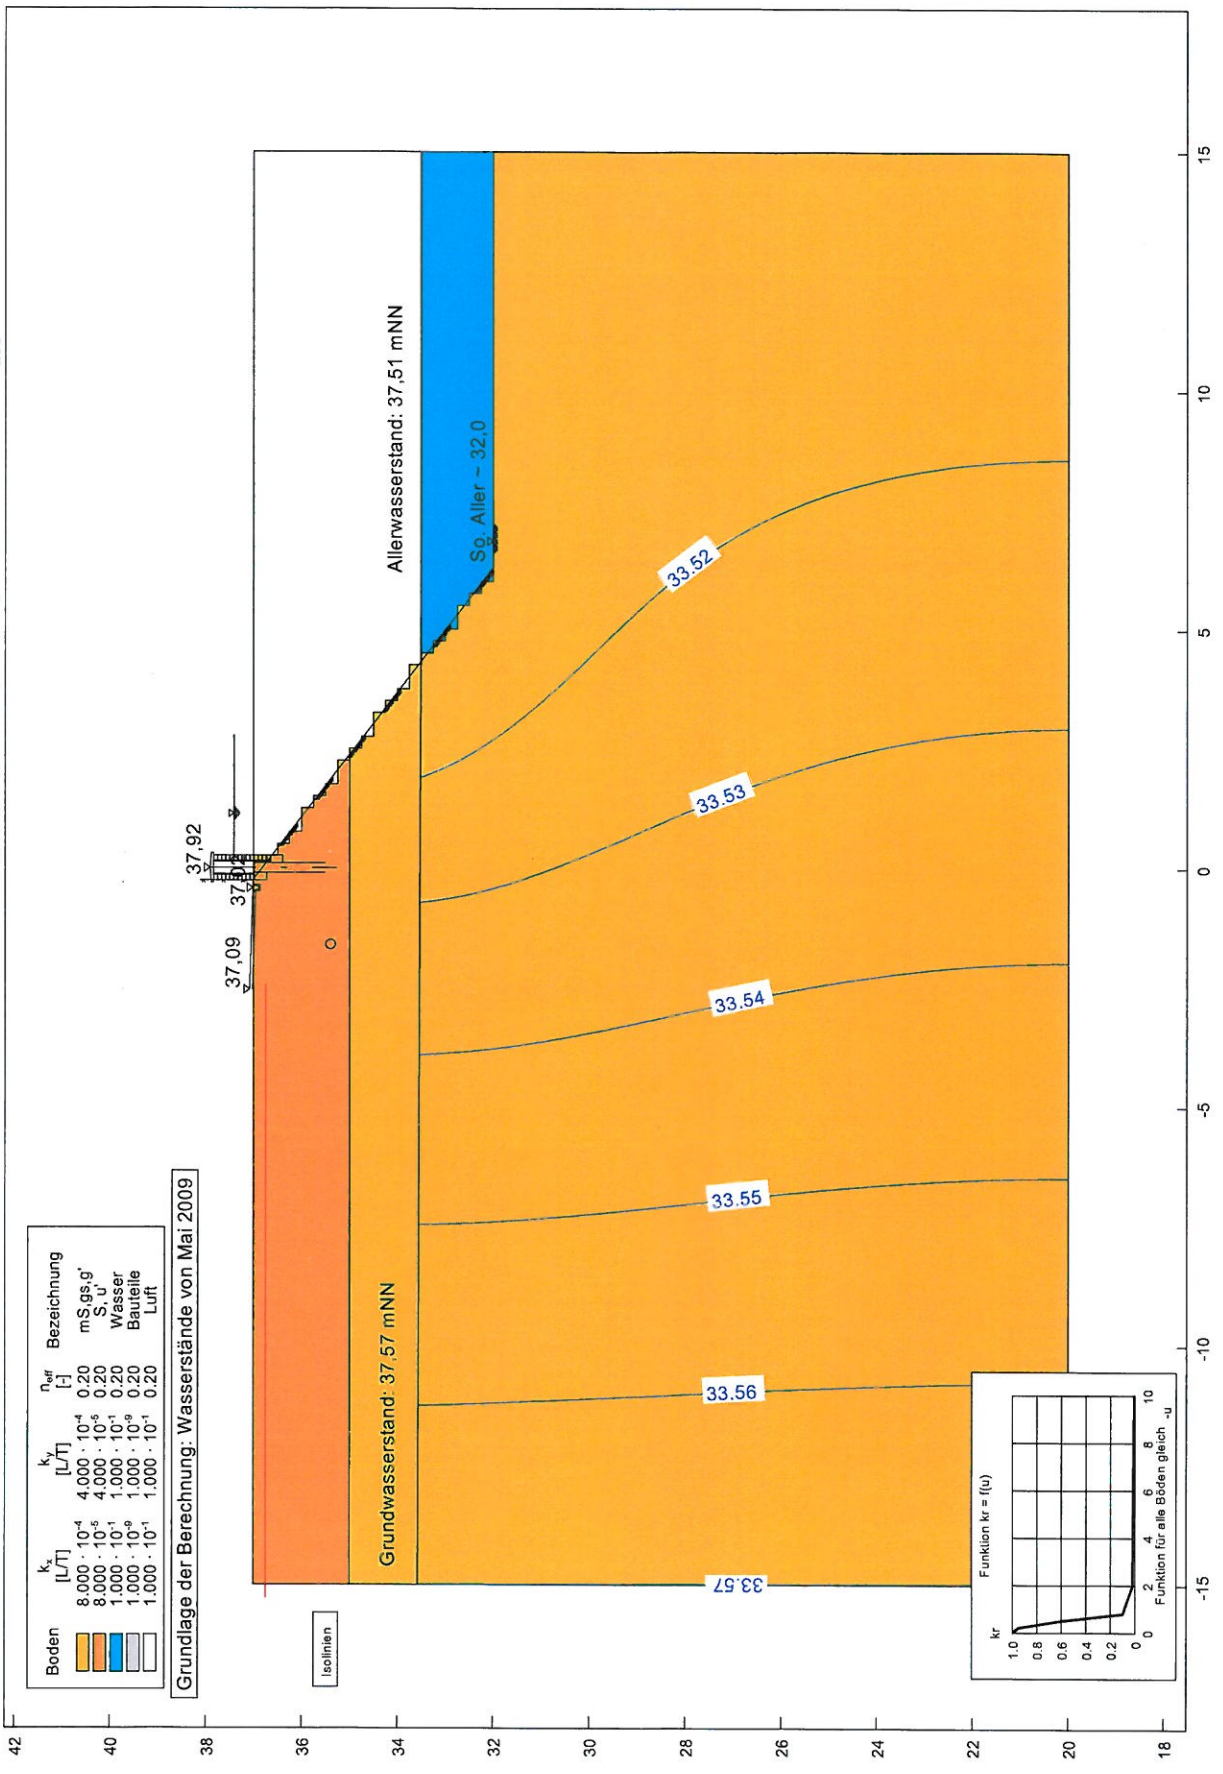 Boden kx ky neff Bezeichnung
[L/T] [L/T] [-]
8.000 · 10-4 4.000 · 10-4 0.20 mS,gs,g'
8.000 · 10-5 4.000 · 10-5 0.20 S, u'
1.000 · 10-1 1.000 · 10-1 0.20 Wasser
1.000 · 10-9 1.000 · 10-9 0.20 Bauteile
1.000 · 10-1 1.000 · 10-1 0.20 Luft
Grundlage der Berechnung: Wasserstände von Mai 2009
Isolinien
37,92
37,02
37,09
Allerwasserstand: 37,51 mNN
So. Aller ~ 32,0
Grundwasserstand: 37,57 mNN
33.57
33.56
33.55
33.54
33.53
33.52
Funktion kr = f(u)
kr
1.0
0.8
0.6
0.4
0.2
0
0 2 4 6 8 10
Funktion für alle Böden gleich -u
42
40
38
36
34
32
30
28
26
24
22
20
18
-15 -10 -5 0 5 10 15